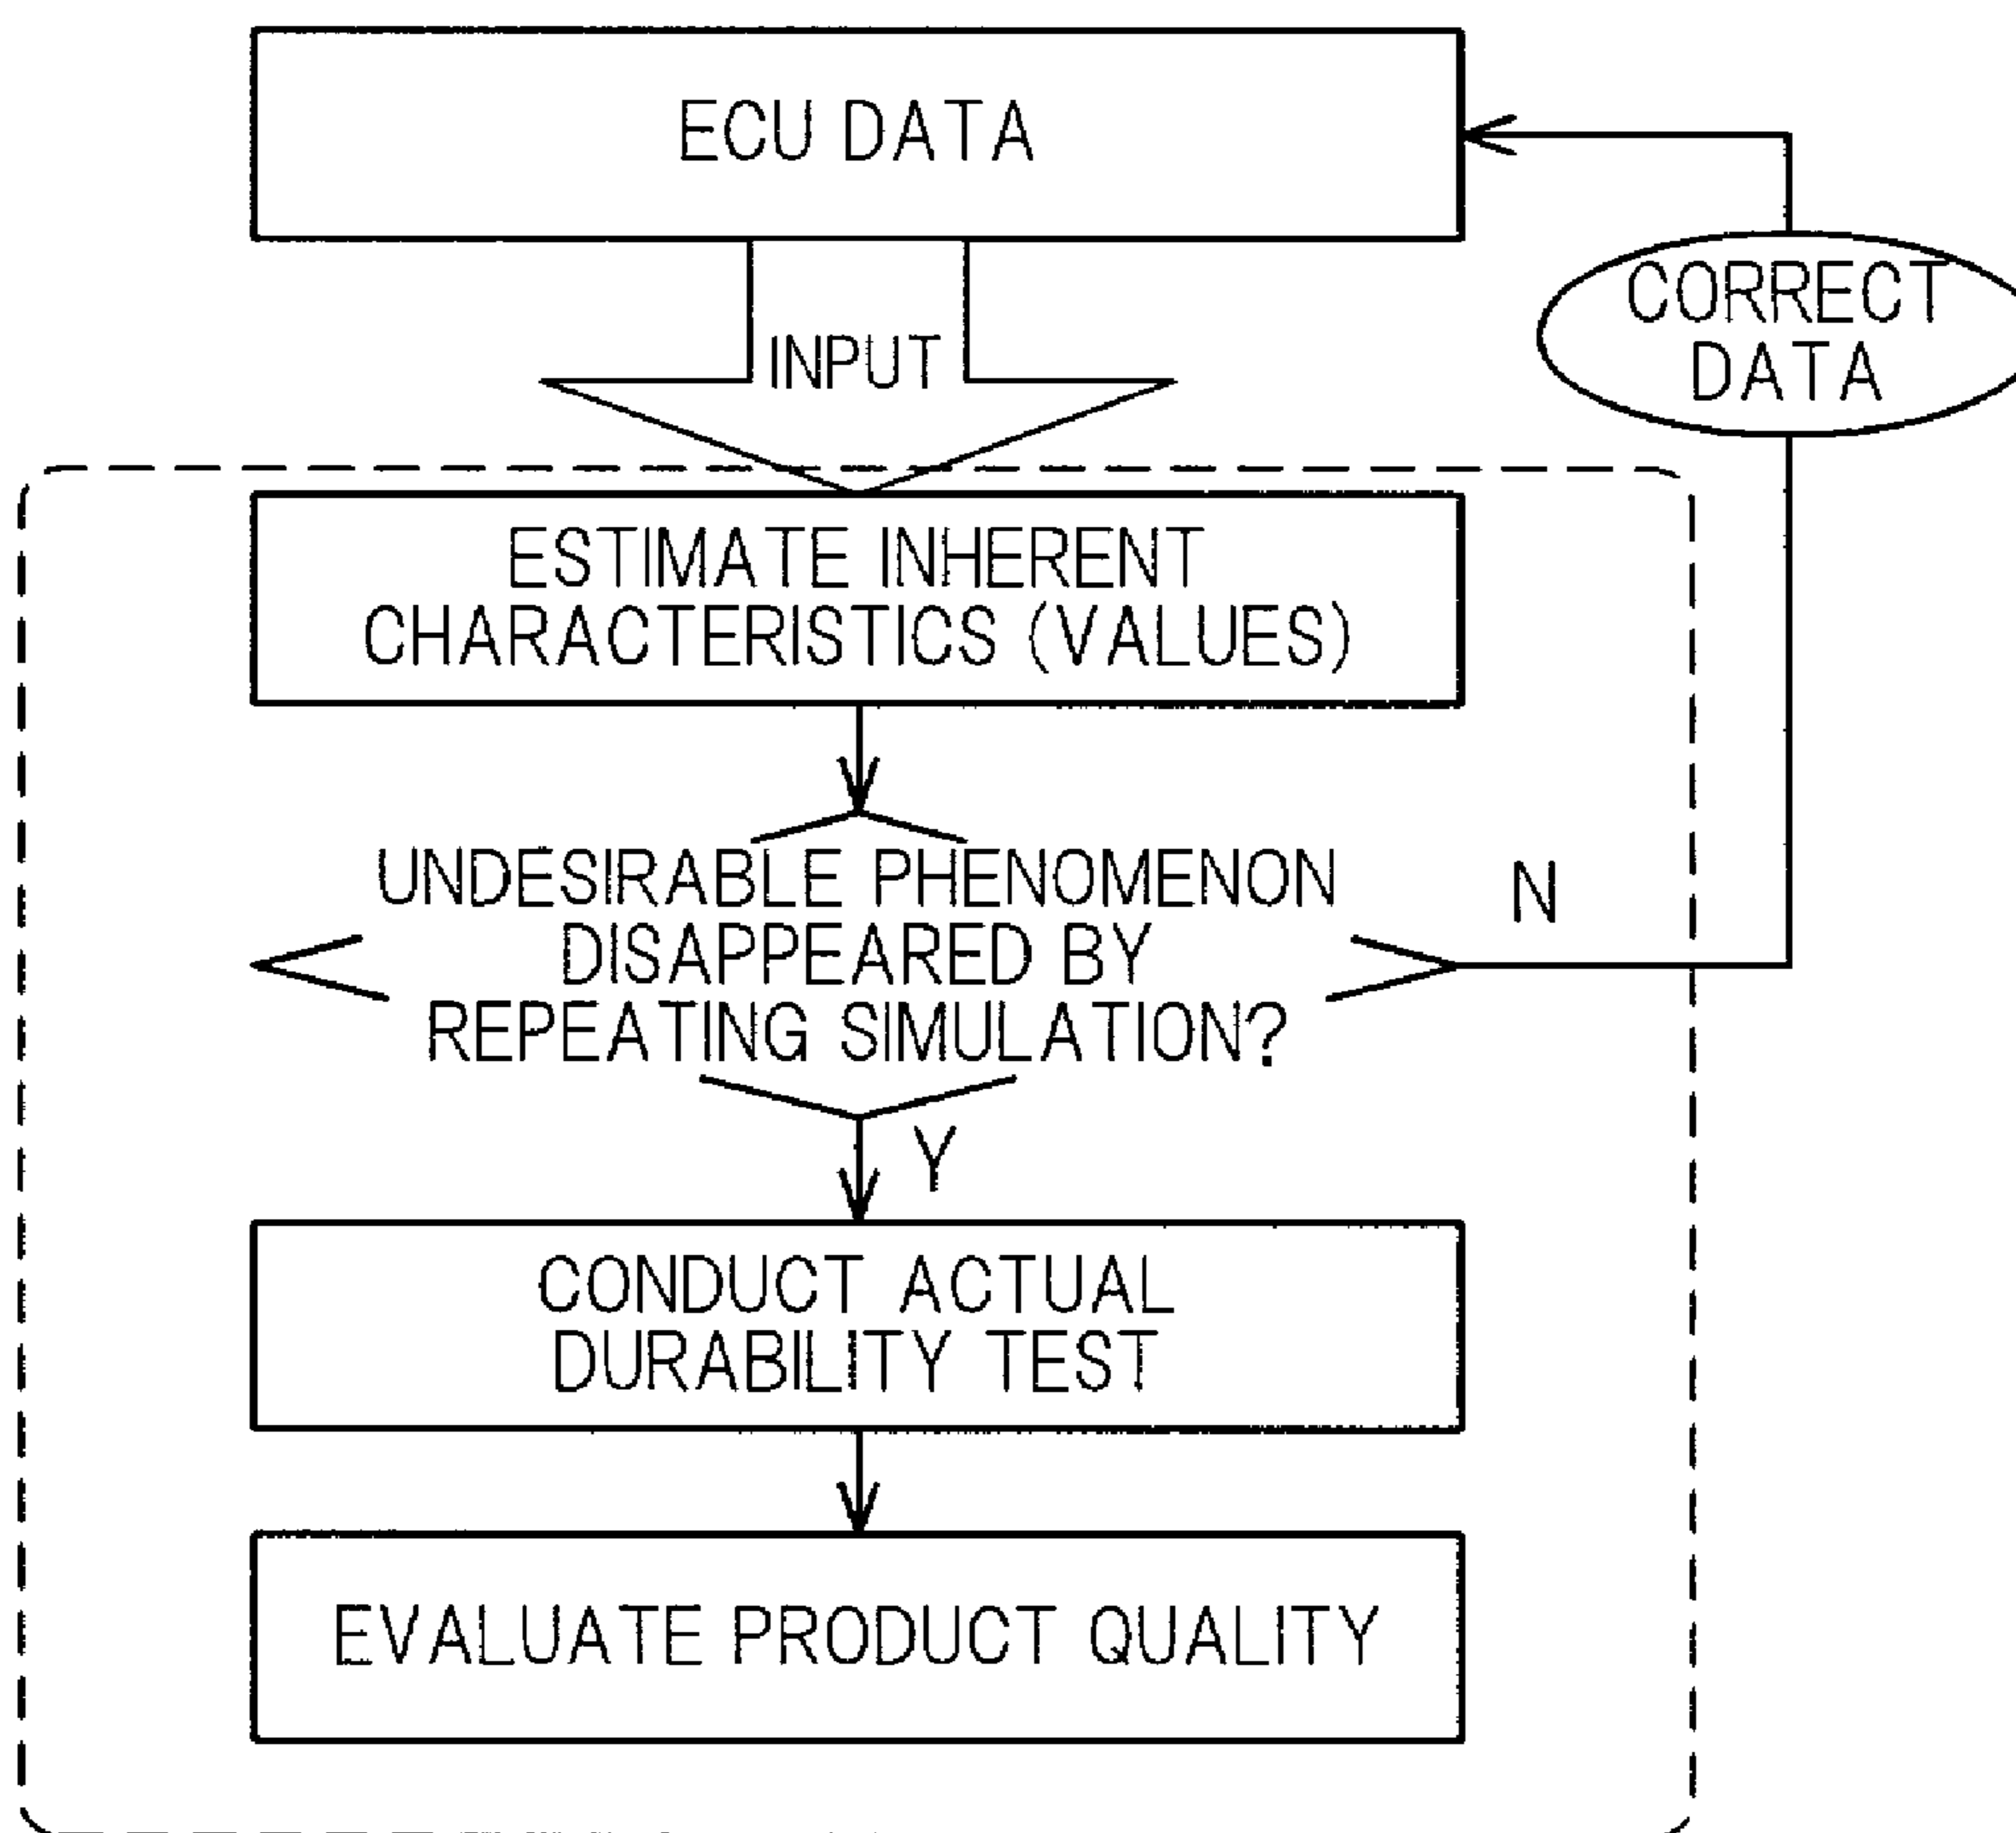 ECU DATA
CORRECT
DATA
INPUT
ESTIMATE INHERENT
CHARACTERISTICS (VALUES)
UNDESIRABLE PHENOMENON
DISAPPEARED BY
REPEATING SIMULATION?
N
Y
CONDUCT ACTUAL
DURABILITY TEST
EVALUATE PRODUCT QUALITY